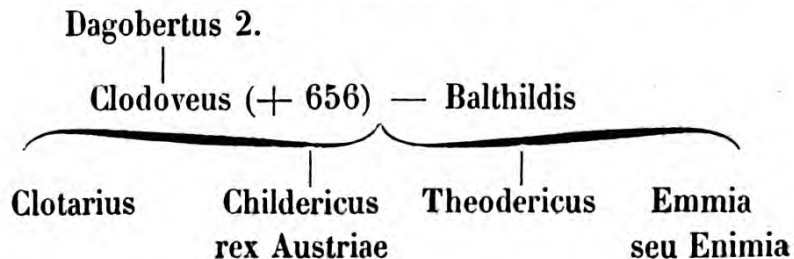 Dagobertus 2.
Clodoveus (+ 656) — Balthildis
Clotarius Childericus Theodericus Emmia
rex Austriae seu Enimia